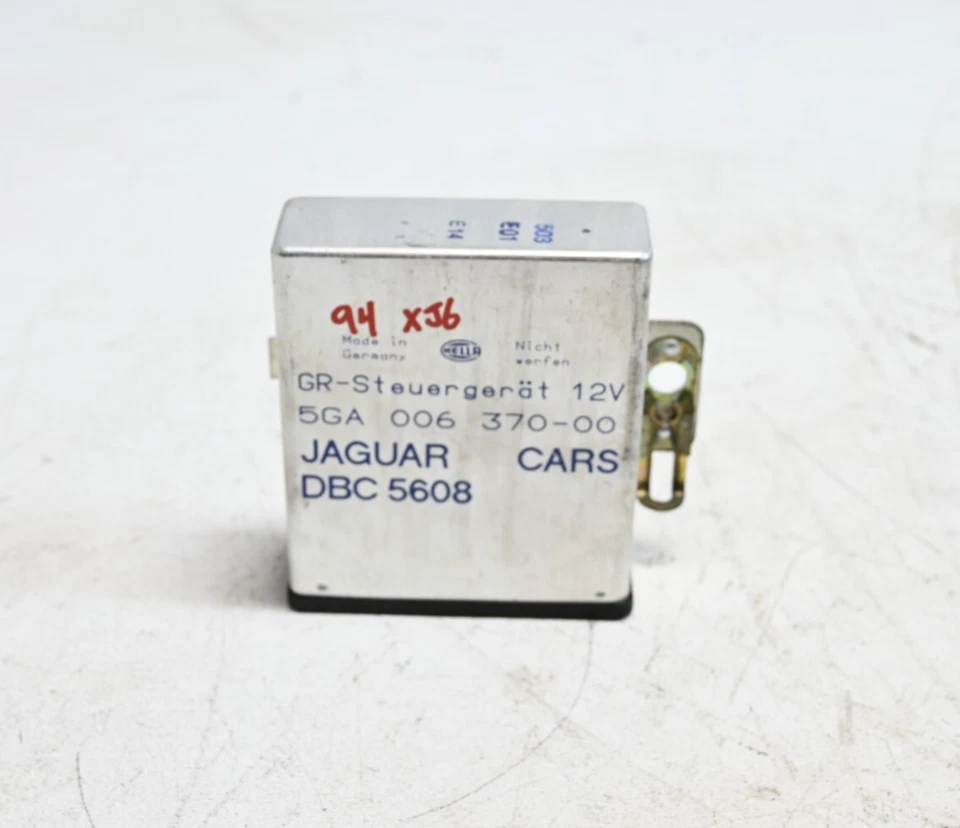 503
E01
E14
94 XJ6
Made in Germany
HELLA
Nicht werfen
GR-Steuergerät 12V
5GA 006 370-00
JAGUAR CARS
DBC 5608